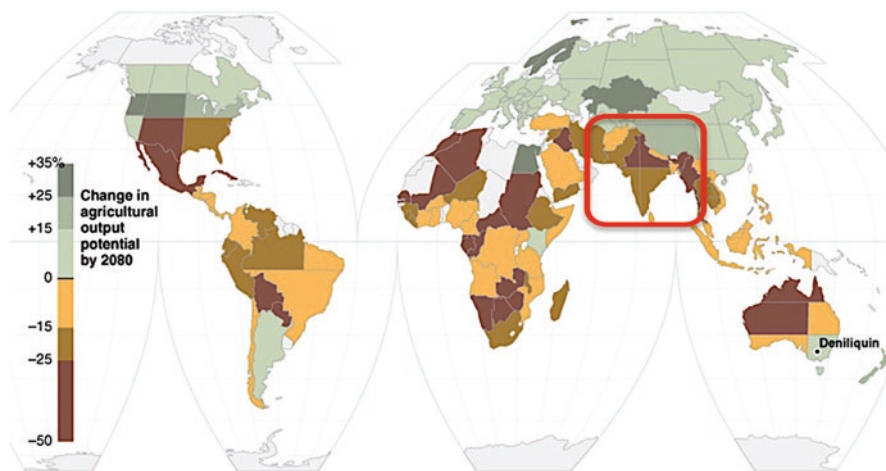 +35%
+25
+15
0
-15
-25
-50
Change in
agricultural
output
potential
by 2080
Deniliquin